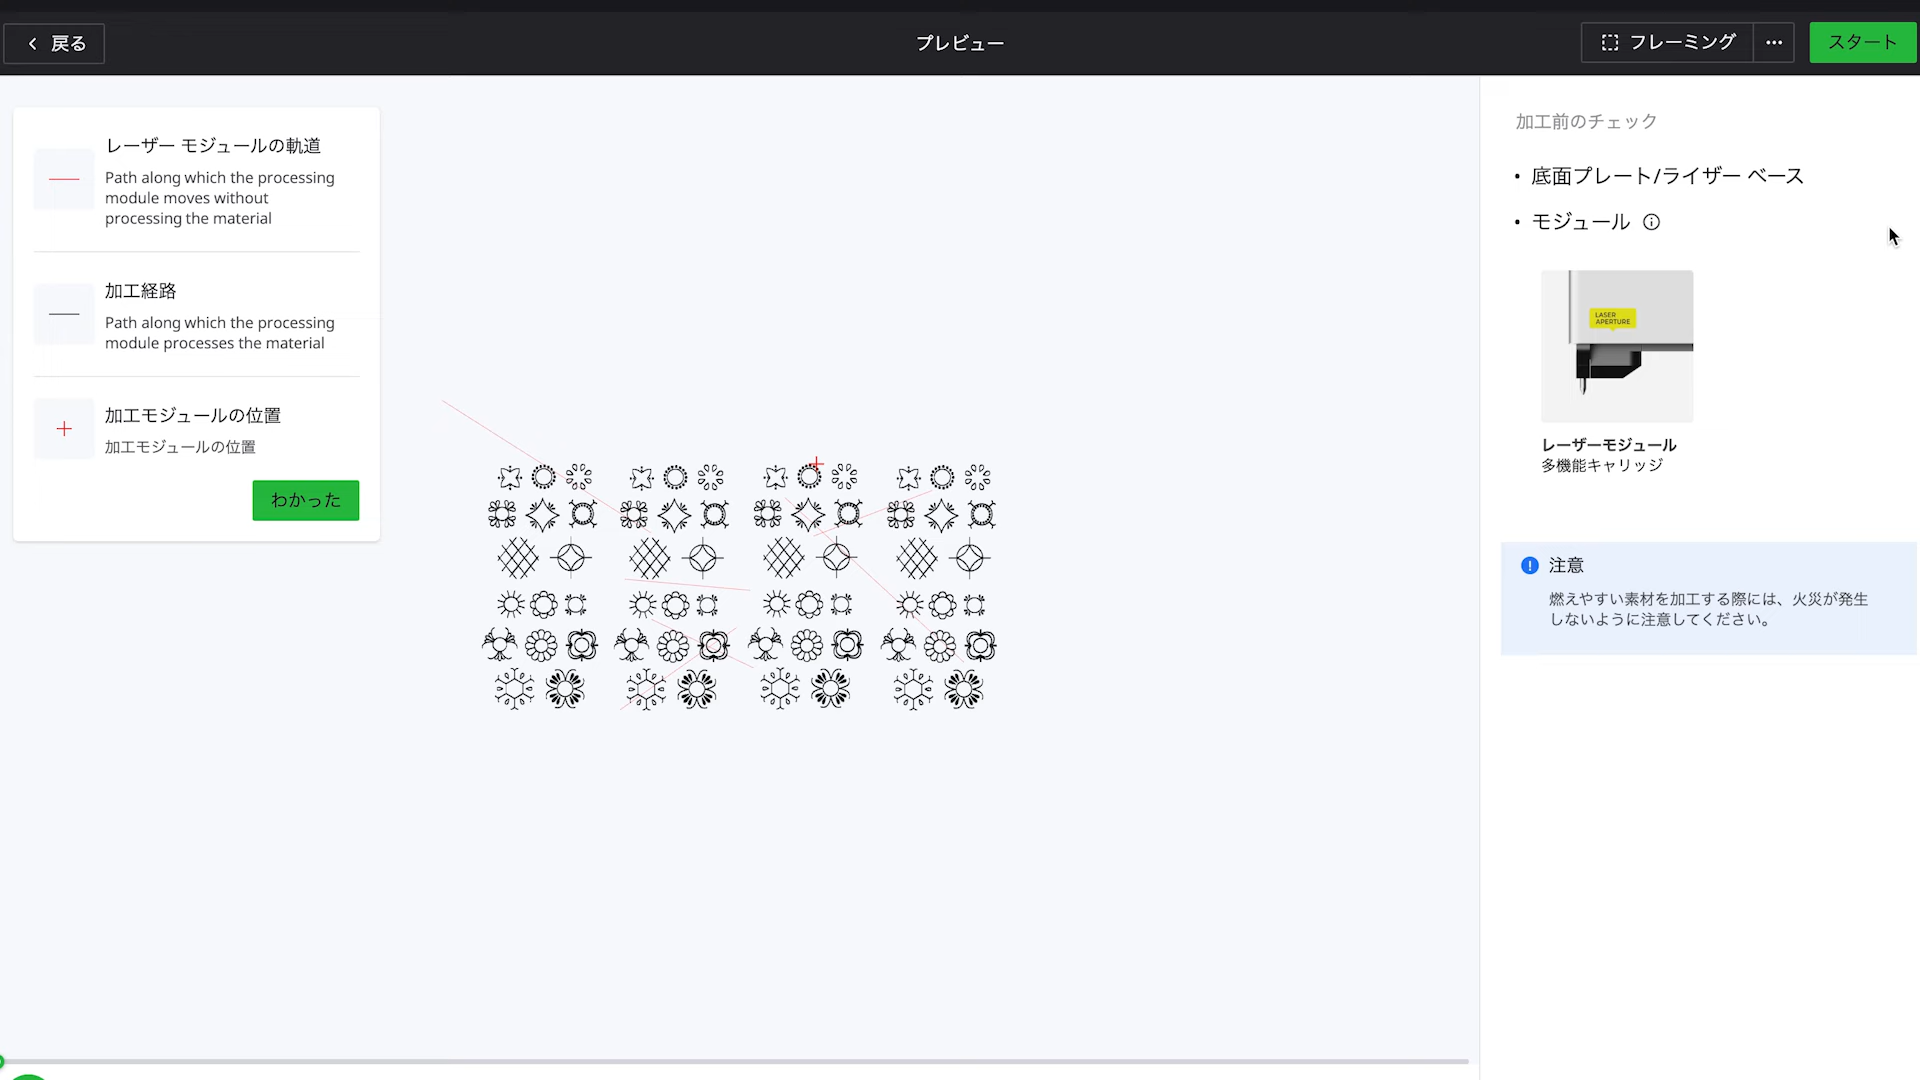 戻る
プレビュー
フレーミング
スタート
レーザー モジュールの軌道
Path along which the processing
module moves without
processing the material
加工経路
Path along which the processing
module processes the material
加工モジュールの位置
加工モジュールの位置
わかった
加工前のチェック
• 底面プレート/ライザー ベース
• モジュール
LASER
APERTURE
レーザーモジュール
多機能キャリッジ
注意
燃えやすい素材を加工する際には、火災が発生
しないように注意してください。